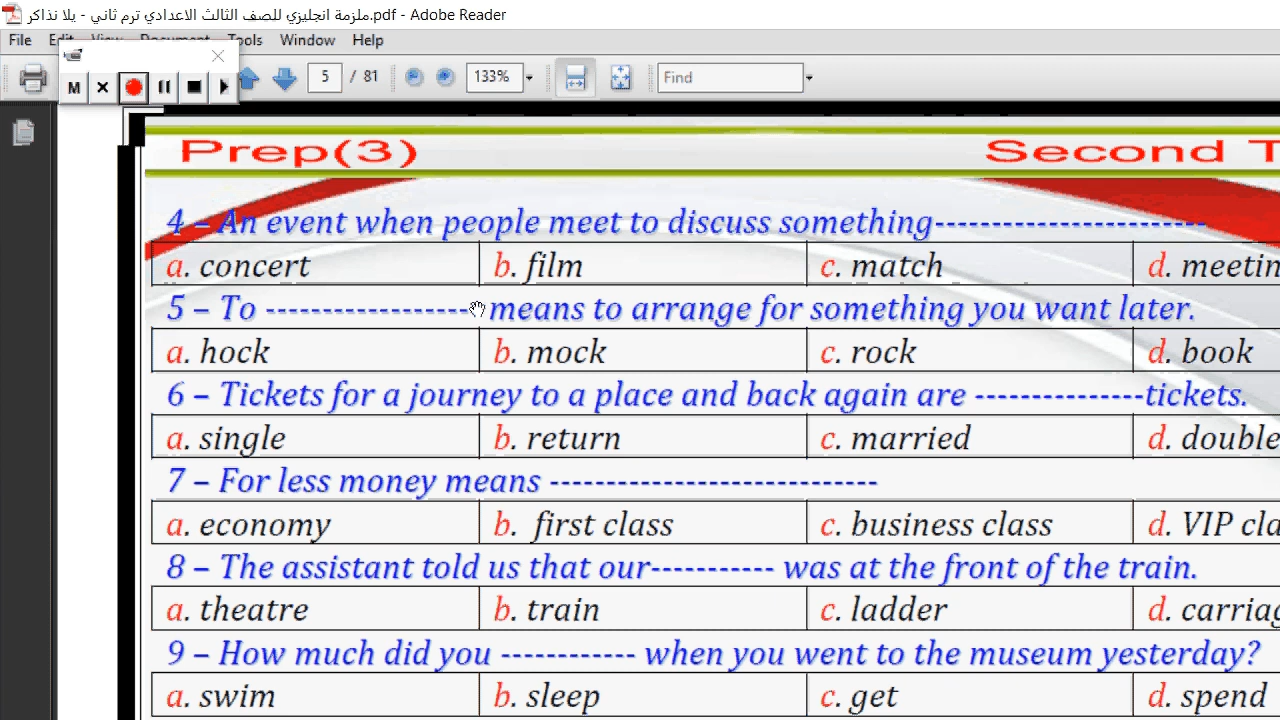 ملزمة انجليزي للصف الثالث الاعدادي ترم ثاني - يلا نذاكر.pdf - Adobe Reader
File Edit View Document Tools Window Help
M
5 / 81 133% Find
Prep(3) Second T
4 – An event when people meet to discuss something------------------------
a. concert b. film c. match d. meetin
5 – To ------------------ means to arrange for something you want later.
a. hock b. mock c. rock d. book
6 – Tickets for a journey to a place and back again are ---------------tickets.
a. single b. return c. married d. double
7 – For less money means -----------------------------
a. economy b. first class c. business class d. VIP cla
8 – The assistant told us that our----------- was at the front of the train.
a. theatre b. train c. ladder d. carriag
9 – How much did you ------------ when you went to the museum yesterday?
a. swim b. sleep c. get d. spend